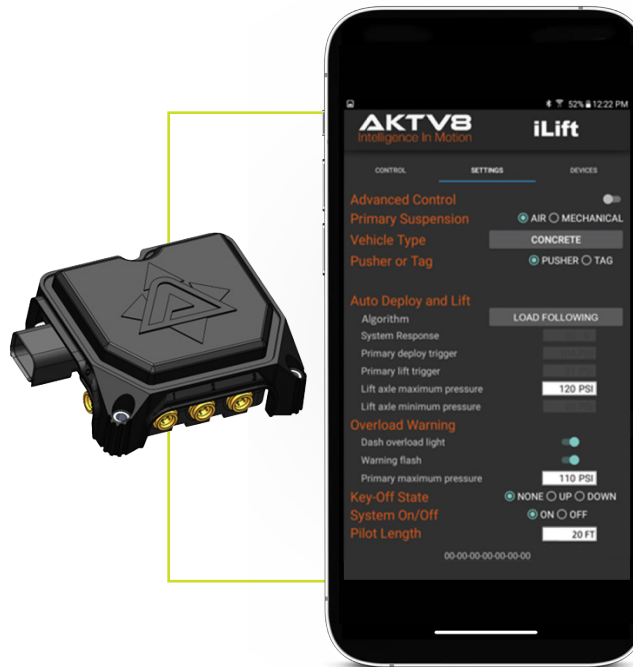 52% 12:22 PM
AKTV8
Intelligence In Motion
iLift
CONTROL SETTINGS DEVICES
Advanced Control
Primary Suspension AIR MECHANICAL
Vehicle Type CONCRETE
Pusher or Tag PUSHER TAG
Auto Deploy and Lift
Algorithm LOAD FOLLOWING
System Response
Primary deploy trigger
Primary lift trigger
Lift axle maximum pressure 120 PSI
Lift axle minimum pressure
Overload Warning
Dash overload light
Warning flash
Primary maximum pressure 110 PSI
Key-Off State NONE UP DOWN
System On/Off ON OFF
Pilot Length 20 FT
00-00-00-00-00-00-00